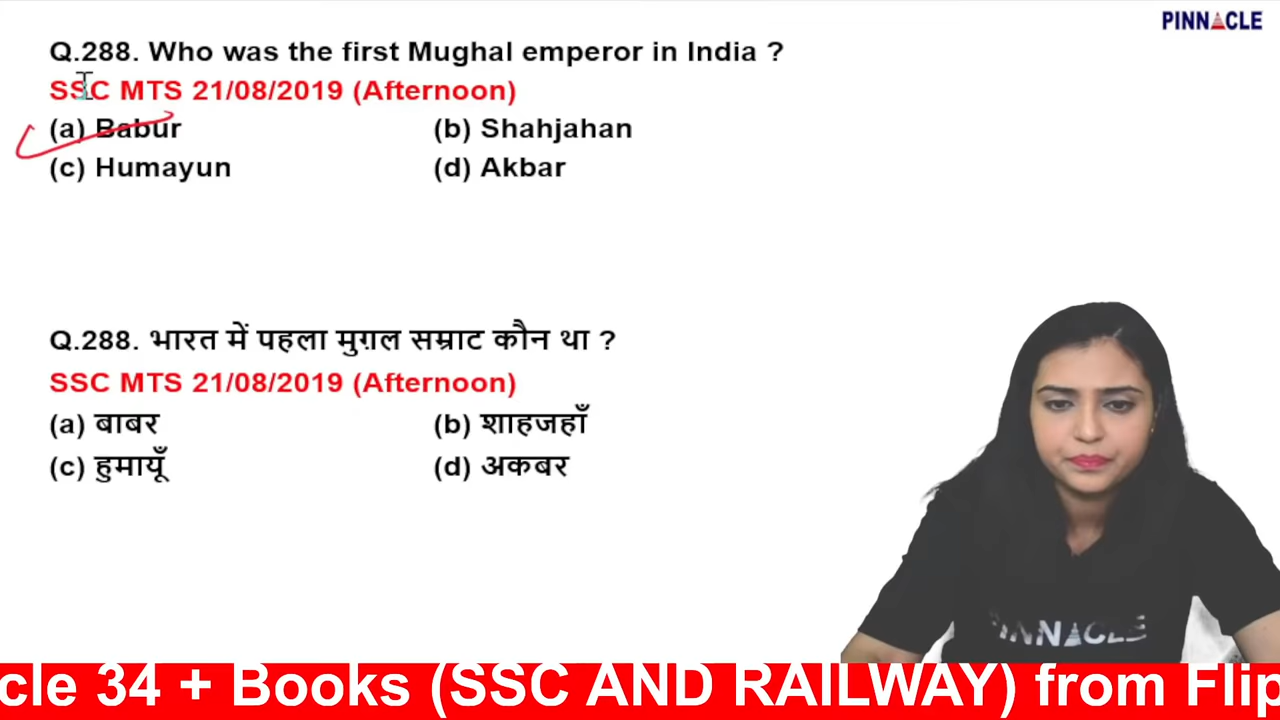 PINNACLE
Q.288. Who was the first Mughal emperor in India ?
SSC MTS 21/08/2019 (Afternoon)
(a) Babur (b) Shahjahan
(c) Humayun (d) Akbar
Q.288. भारत में पहला मुग़ल सम्राट कौन था ?
SSC MTS 21/08/2019 (Afternoon)
(a) बाबर (b) शाहजहाँ
(c) हुमायूँ (d) अकबर
PINNACLE
cle 34 + Books (SSC AND RAILWAY) from Flip